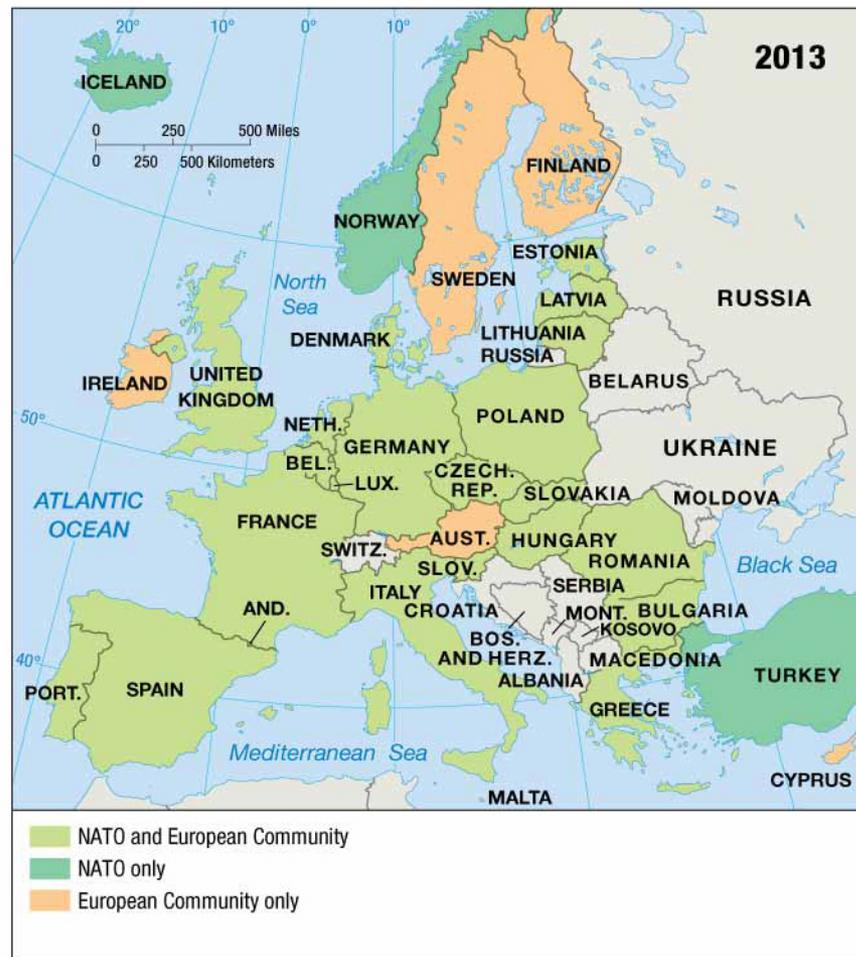 20°
0°
10°
2013
ICELAND
0 250 500 Miles
0 250 500 Kilometers
FINLAND
NORWAY
ESTONIA
North
Sea
SWEDEN
LATVIA
RUSSIA
DENMARK
LITHUANIA
RUSSIA
IRELAND
UNITED
KINGDOM
BELARUS
50°
NETH.
GERMANY
POLAND
UKRAINE
BEL.
LUX.
CZECH.
REP.
SLOVAKIA
MOLDOVA
ATLANTIC
OCEAN
FRANCE
SWITZ.
AUST.
HUNGARY
ROMANIA
Black Sea
SLOV.
ITALY
SERBIA
CROATIA
MONT.
BULGARIA
AND.
BOS.
AND HERZ.
KOSOVO
MACEDONIA
ALBANIA
40°
PORT.
SPAIN
TURKEY
GREECE
Mediterranean Sea
CYPRUS
MALTA
10°
0°
NATO and European Community
NATO only
European Community only